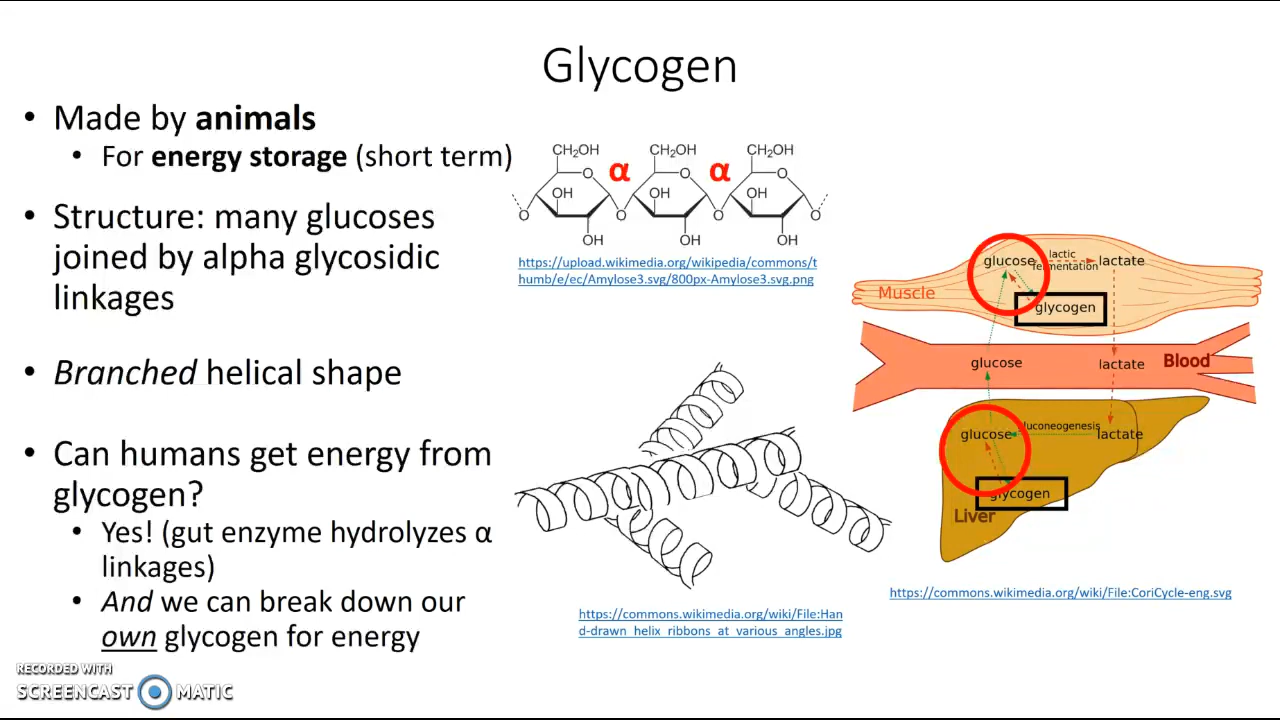 Glycogen
• Made by animals
• For energy storage (short term)
• Structure: many glucoses
joined by alpha glycosidic
linkages
• Branched helical shape
• Can humans get energy from
glycogen?
• Yes! (gut enzyme hydrolyzes α
linkages)
• And we can break down our
own glycogen for energy
CH₂OH CH₂OH CH₂OH
α α
O O O
OH OH OH
O O O O
OH OH OH
https://upload.wikimedia.org/wikipedia/commons/t
humb/e/ec/Amylose3.svg/800px-Amylose3.svg.png
https://commons.wikimedia.org/wiki/File:Han
d-drawn_helix_ribbons_at_various_angles.jpg
lactic
glucose lactate
fermentation
Muscle
glycogen
glucose lactate Blood
gluconeogenesis
glucose lactate
glycogen
Liver
https://commons.wikimedia.org/wiki/File:CoriCycle-eng.svg
RECORDED WITH
SCREENCAST MATIC